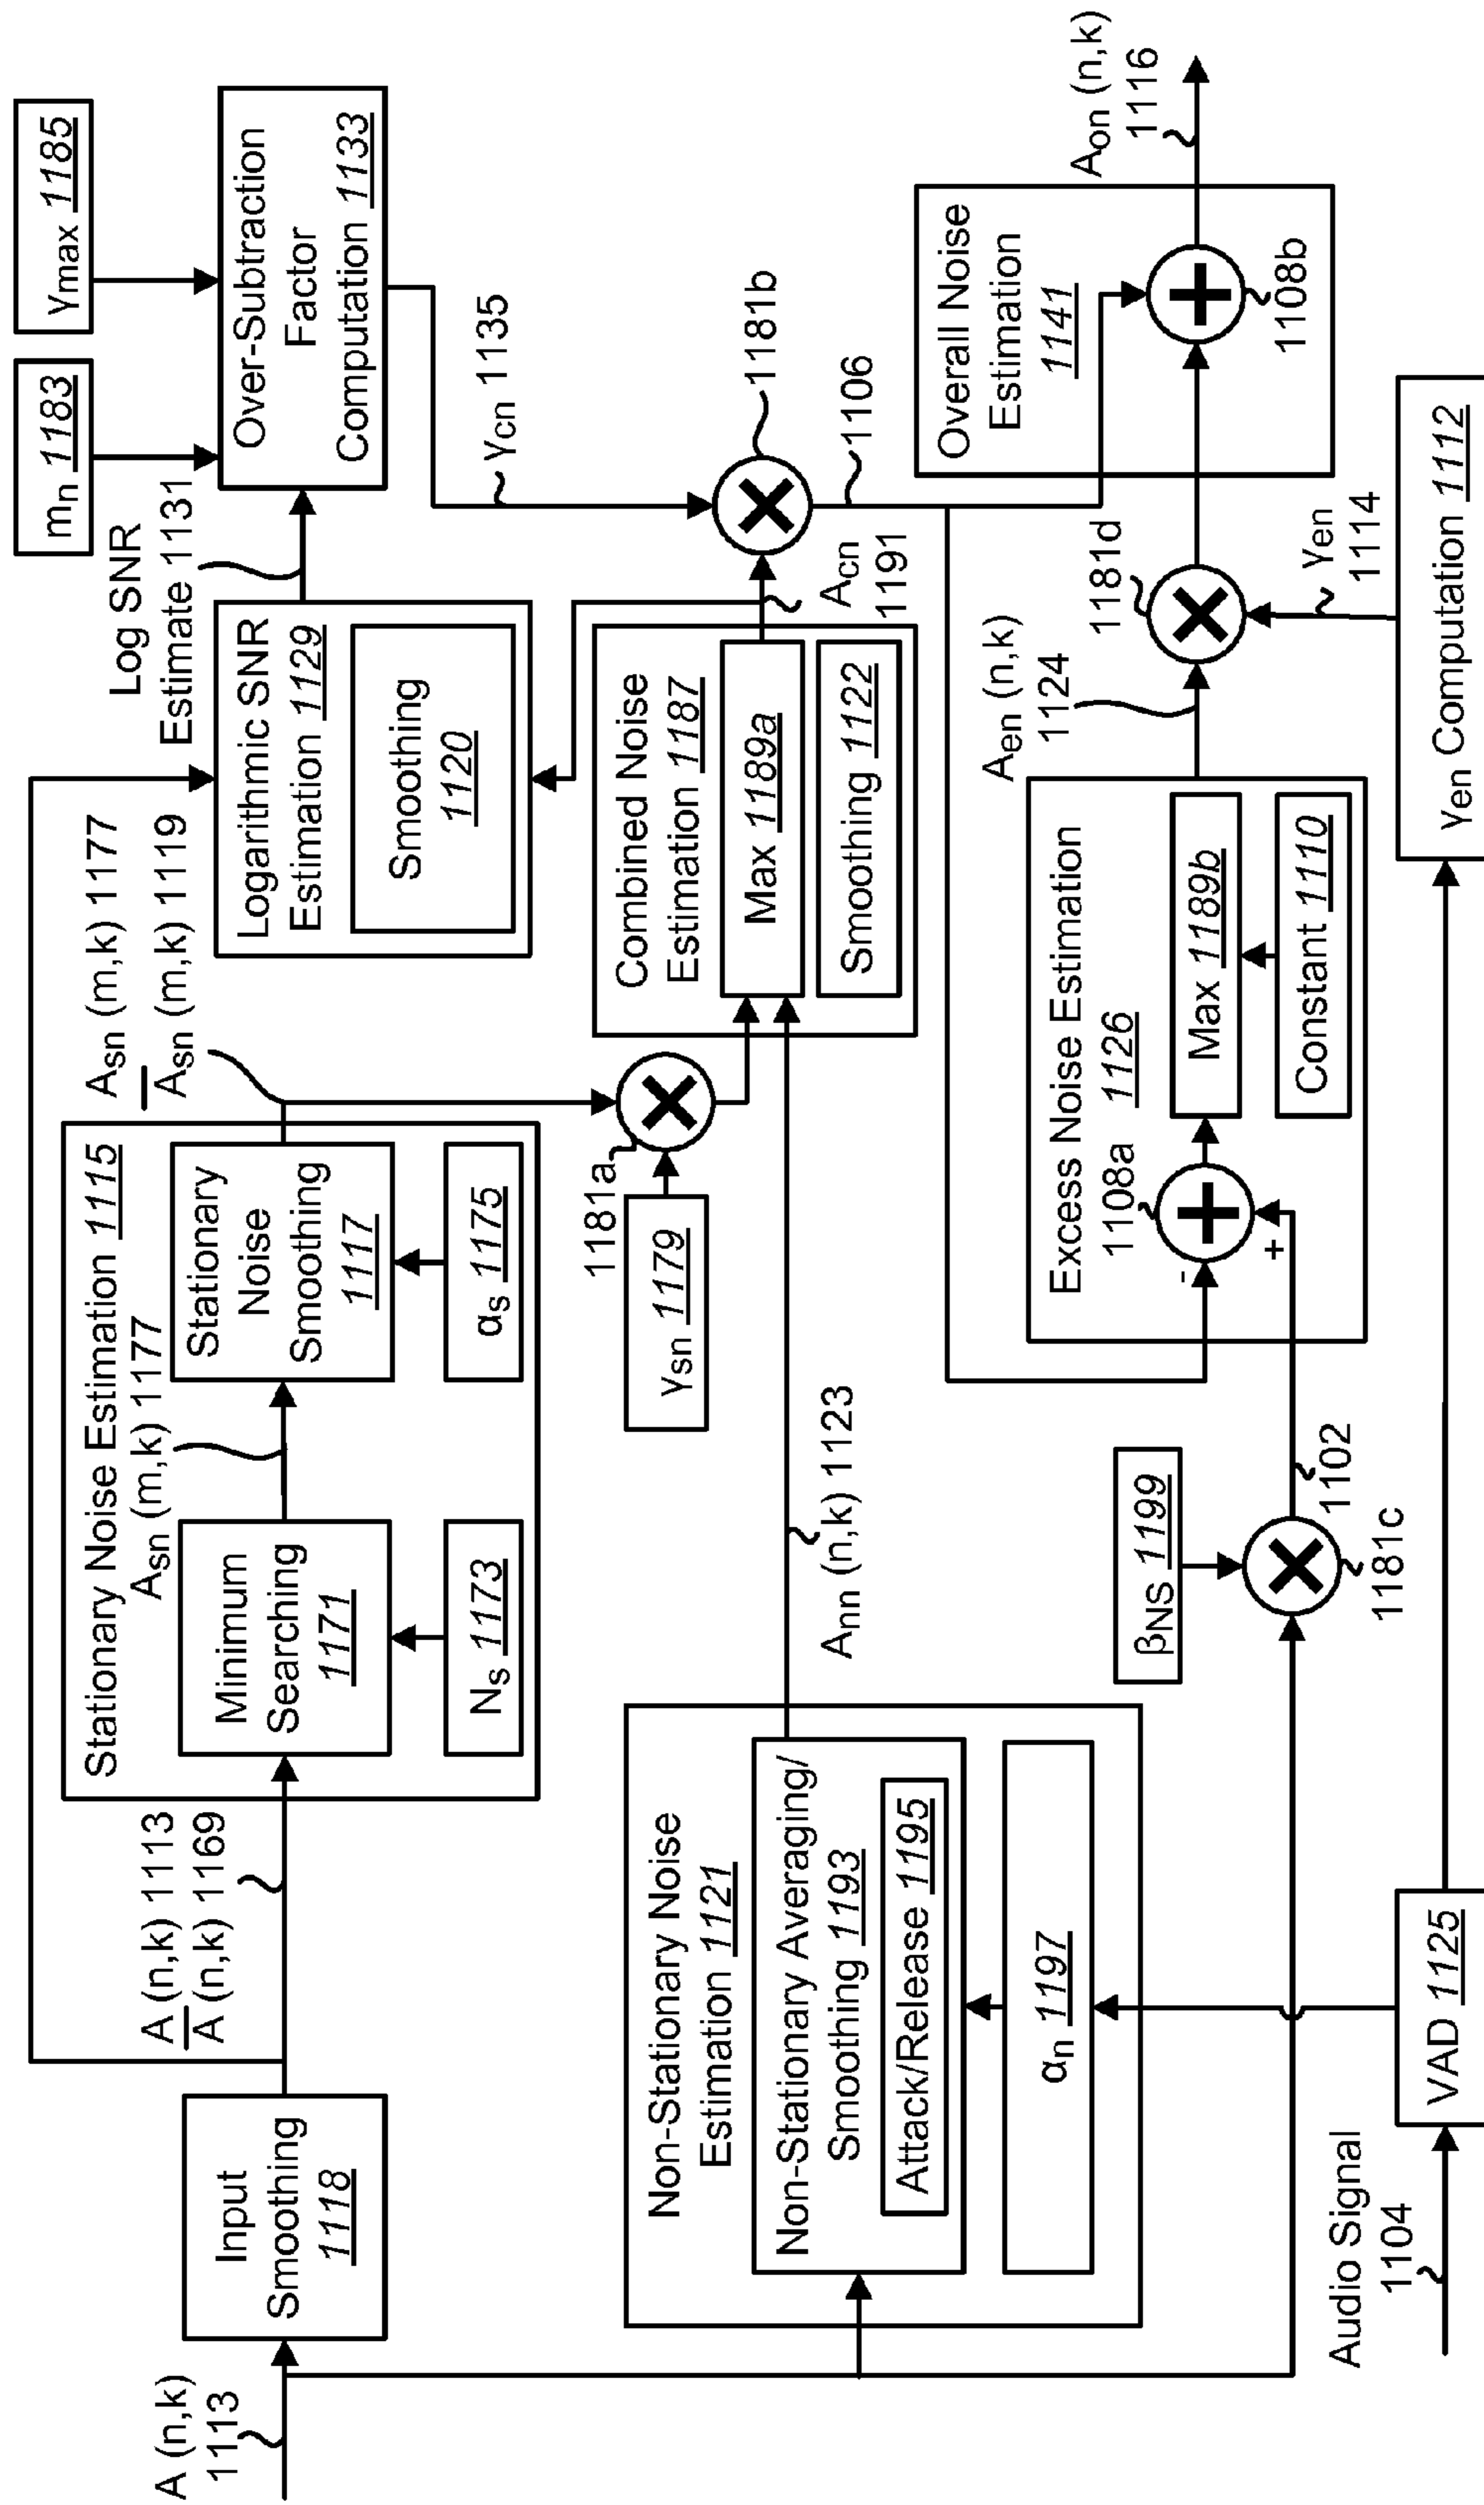 A (n,k)
1113
Input
Smoothing
1118
A (n,k) 1113
A (n,k) 1169
Stationary Noise Estimation 1115
Minimum
Searching
1171
Ns 1173
Asn (m,k) 1177
Stationary
Noise
Smoothing
1117
αs 1175
Asn (m,k) 1177
Asn (m,k) 1119
Log SNR
Estimate 1131
Logarithmic SNR
Estimation 1129
Smoothing
1120
mn 1183
γmax 1185
Over-Subtraction
Factor
Computation 1133
γcn 1135
γsn 1179
1181a
Combined Noise
Estimation 1187
Max 1189a
Smoothing 1122
Acn
1191
1181b
1106
Non-Stationary Noise
Estimation 1121
Non-Stationary Averaging/
Smoothing 1193
Attack/Release 1195
αn 1197
Ann (n,k) 1123
βNS 1199
1181c
1102
Excess Noise Estimation
1126
1108a
-
+
Max 1189b
Constant 1110
Aen (n,k)
1124
1181d
γen
1114
Overall Noise
Estimation
1141
1108b
Aon (n,k)
1116
Audio Signal
1104
VAD 1125
γen Computation 1112